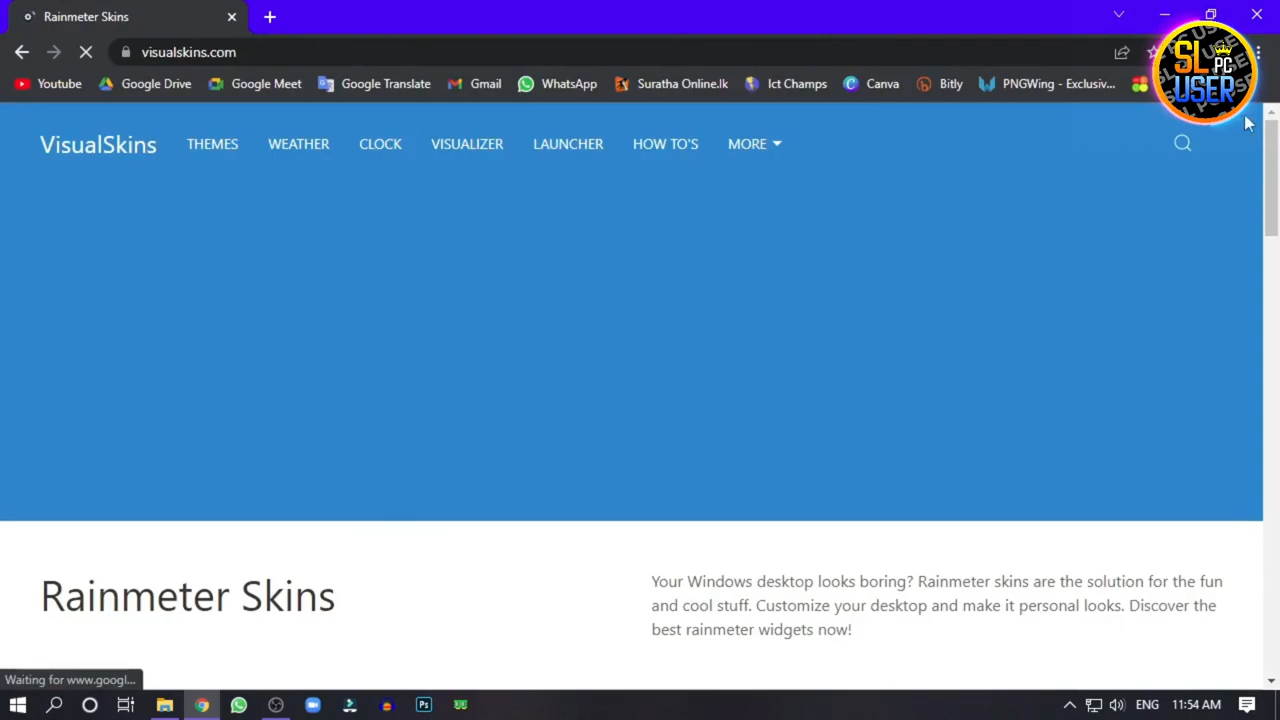 Rainmeter Skins
visualskins.com
Youtube Google Drive Google Meet Google Translate Gmail WhatsApp Suratha Online.lk Ict Champs Canva Bitly PNGWing - Exclusiv...
SL PC USER
VisualSkins THEMES WEATHER CLOCK VISUALIZER LAUNCHER HOW TO'S MORE
Rainmeter Skins
Your Windows desktop looks boring? Rainmeter skins are the solution for the fun
and cool stuff. Customize your desktop and make it personal looks. Discover the
best rainmeter widgets now!
Waiting for www.googl...
Ps ENG 11:54 AM